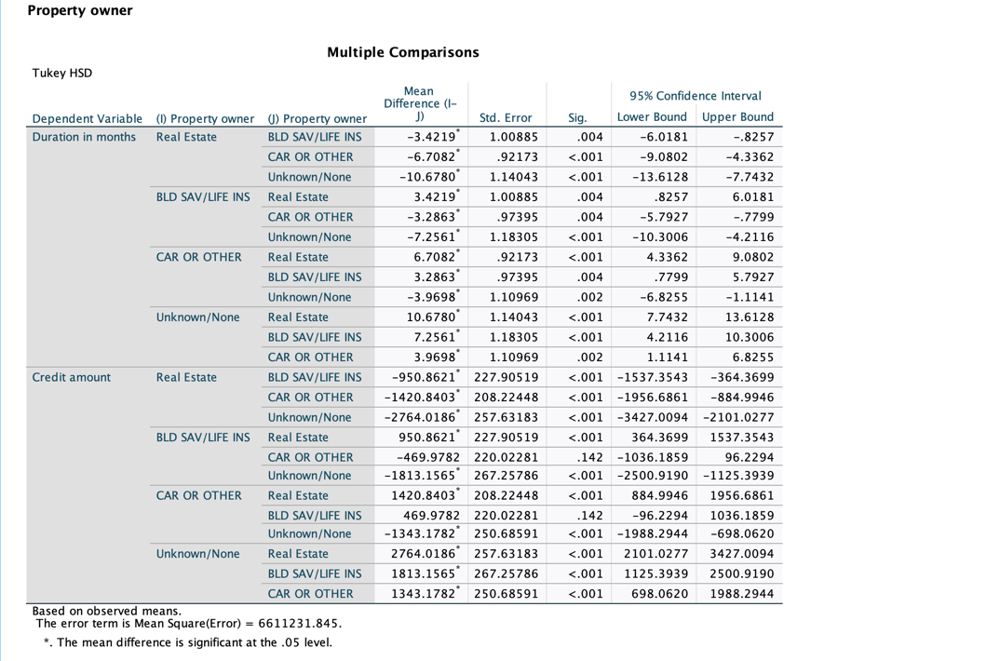 Property owner
Multiple Comparisons
Tukey HSD
Mean Difference (I-J) 95% Confidence Interval
Dependent Variable (I) Property owner (J) Property owner Std. Error Sig. Lower Bound Upper Bound
Duration in months Real Estate BLD SAV/LIFE INS -3.4219* 1.00885 .004 -6.0181 -.8257
CAR OR OTHER -6.7082* .92173 <.001 -9.0802 -4.3362
Unknown/None -10.6780* 1.14043 <.001 -13.6128 -7.7432
BLD SAV/LIFE INS Real Estate 3.4219* 1.00885 .004 .8257 6.0181
CAR OR OTHER -3.2863* .97395 .004 -5.7927 -.7799
Unknown/None -7.2561* 1.18305 <.001 -10.3006 -4.2116
CAR OR OTHER Real Estate 6.7082* .92173 <.001 4.3362 9.0802
BLD SAV/LIFE INS 3.2863* .97395 .004 .7799 5.7927
Unknown/None -3.9698* 1.10969 .002 -6.8255 -1.1141
Unknown/None Real Estate 10.6780* 1.14043 <.001 7.7432 13.6128
BLD SAV/LIFE INS 7.2561* 1.18305 <.001 4.2116 10.3006
CAR OR OTHER 3.9698* 1.10969 .002 1.1141 6.8255
Credit amount Real Estate BLD SAV/LIFE INS -950.8621* 227.90519 <.001 -1537.3543 -364.3699
CAR OR OTHER -1420.8403* 208.22448 <.001 -1956.6861 -884.9946
Unknown/None -2764.0186* 257.63183 <.001 -3427.0094 -2101.0277
BLD SAV/LIFE INS Real Estate 950.8621* 227.90519 <.001 364.3699 1537.3543
CAR OR OTHER -469.9782 220.02281 .142 -1036.1859 96.2294
Unknown/None -1813.1565* 267.25786 <.001 -2500.9190 -1125.3939
CAR OR OTHER Real Estate 1420.8403* 208.22448 <.001 884.9946 1956.6861
BLD SAV/LIFE INS 469.9782 220.02281 .142 -96.2294 1036.1859
Unknown/None -1343.1782* 250.68591 <.001 -1988.2944 -698.0620
Unknown/None Real Estate 2764.0186* 257.63183 <.001 2101.0277 3427.0094
BLD SAV/LIFE INS 1813.1565* 267.25786 <.001 1125.3939 2500.9190
CAR OR OTHER 1343.1782* 250.68591 <.001 698.0620 1988.2944
Based on observed means.
The error term is Mean Square(Error) = 6611231.845.
*. The mean difference is significant at the .05 level.